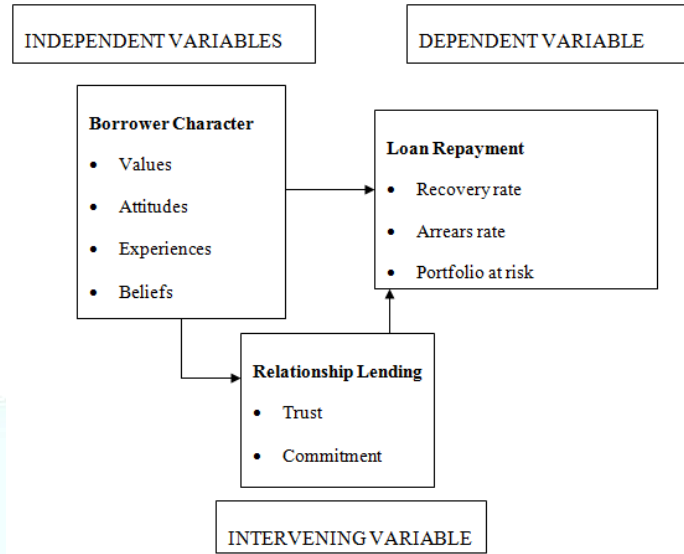 INDEPENDENT VARIABLES
DEPENDENT VARIABLE
Borrower Character
• Values
• Attitudes
• Experiences
• Beliefs
Loan Repayment
• Recovery rate
• Arrears rate
• Portfolio at risk
Relationship Lending
• Trust
• Commitment
INTERVENING VARIABLE